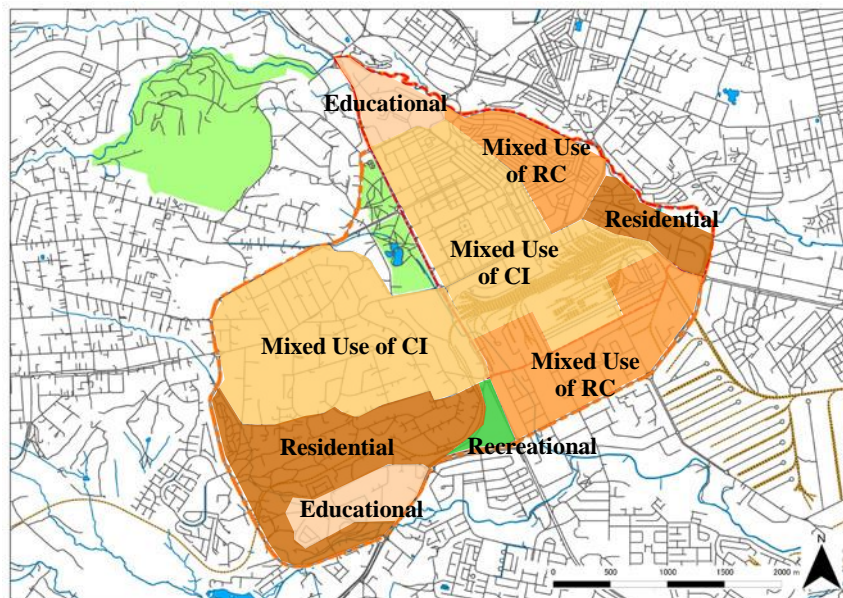 Educational
Mixed Use
of RC
Residential
Mixed Use
of CI
Mixed Use of CI
Mixed Use
of RC
Residential
Recreational
Educational
N
0 500 1000 1500 2000 m